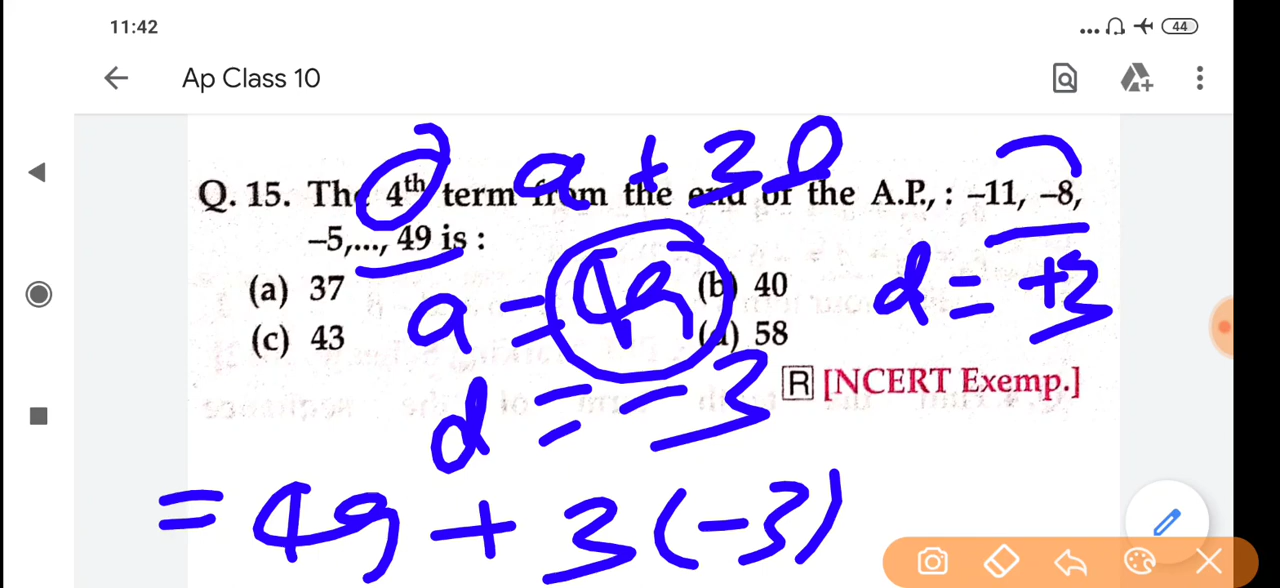 11:42
44
Ap Class 10
a + 3d
Q. 15. The 4th term from the end of the A.P., : –11, –8,
–5,..., 49 is :
(a) 37
(b) 40
(c) 43
(d) 58
a = 49
d = +3
d = -3
R [NCERT Exemp.]
= 49 + 3(-3)